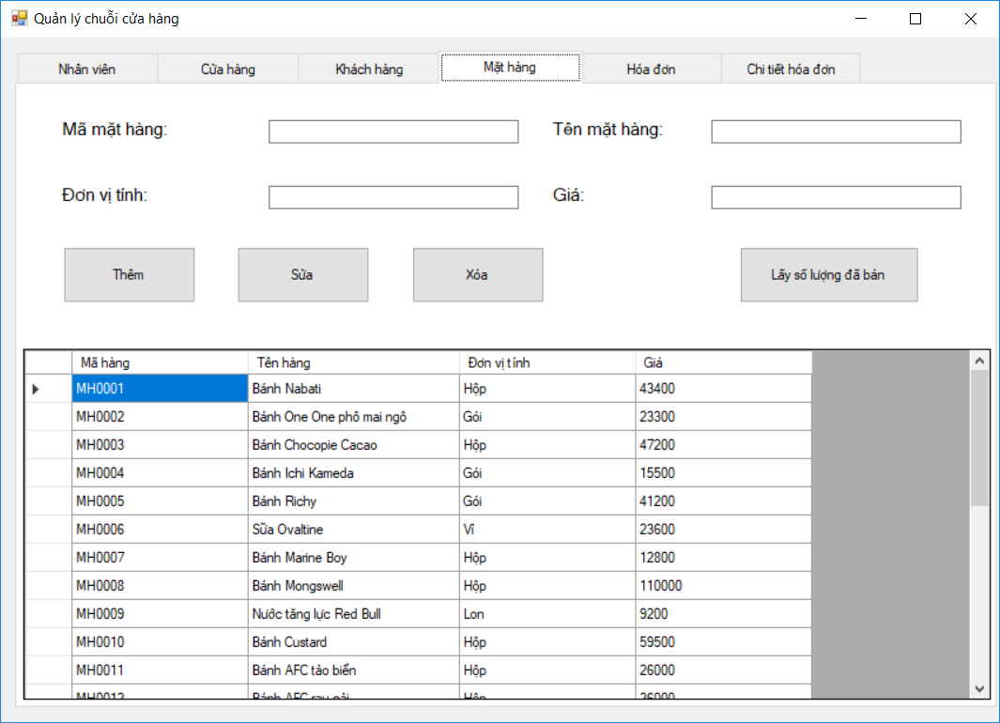 Quản lý chuỗi cửa hàng
Nhân viên Cửa hàng Khách hàng Mặt hàng Hóa đơn Chi tiết hóa đơn
Mã mặt hàng: Tên mặt hàng:
Đơn vị tính: Giá:
Thêm Sửa Xóa Lấy số lượng đã bán
Mã hàng Tên hàng Đơn vị tính Giá
MH0001 Bánh Nabati Hộp 43400
MH0002 Bánh One One phô mai ngô Gói 23300
MH0003 Bánh Chocopie Cacao Hộp 47200
MH0004 Bánh Ichi Kameda Gói 15500
MH0005 Bánh Richy Gói 41200
MH0006 Sữa Ovaltine Vĩ 23600
MH0007 Bánh Marine Boy Hộp 12800
MH0008 Bánh Mongswell Hộp 110000
MH0009 Nước tăng lực Red Bull Lon 9200
MH0010 Bánh Custard Hộp 59500
MH0011 Bánh AFC tảo biển Hộp 26000
MH0012 Bánh AFC rau cải Hộp 26000